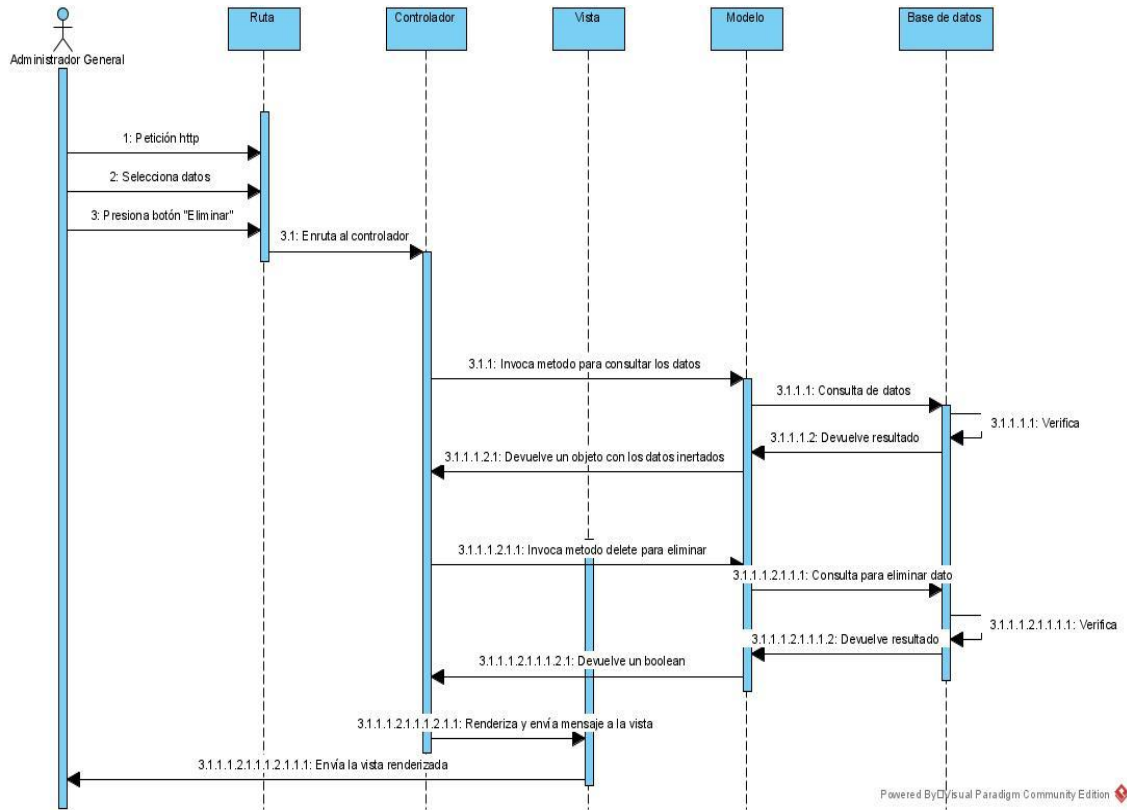 Ruta
Controlador
Vista
Modelo
Base de datos
Administrador General
1: Petición http
2: Selecciona datos
3: Presiona botón "Eliminar"
3.1: Enruta al controlador
3.1.1: Invoca metodo para consultar los datos
3.1.1.1: Consulta de datos
3.1.1.1.1: Verifica
3.1.1.1.2: Devuelve resultado
3.1.1.1.2.1: Devuelve un objeto con los datos inertados
3.1.1.1.2.1.1: Invoca metodo delete para eliminar
3.1.1.1.2.1.1.1: Consulta para eliminar dato
3.1.1.1.2.1.1.1.1: Verifica
3.1.1.1.2.1.1.1.2: Devuelve resultado
3.1.1.1.2.1.1.1.2.1: Devuelve un boolean
3.1.1.1.2.1.1.1.2.1.1: Renderiza y envía mensaje a la vista
3.1.1.1.2.1.1.1.2.1.1.1: Envía la vista renderizada
Powered By Visual Paradigm Community Edition